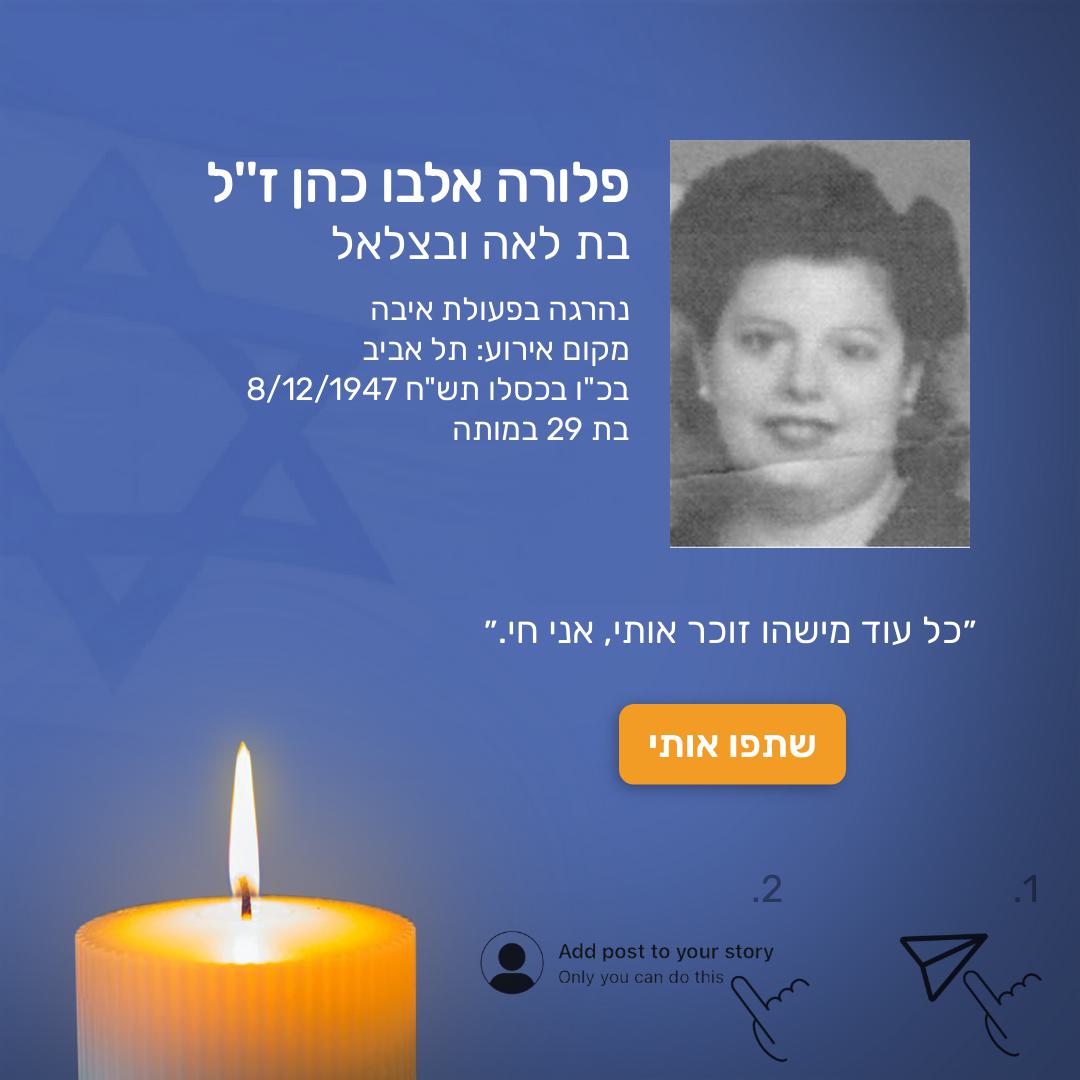 פלורה אלבו כהן ז"ל
בת לאה ובצלאל
נהרגה בפעולת איבה
מקום אירוע: תל אביב
בכ"ו בכסלו תש"ח 8/12/1947
בת 29 במותה
״כל עוד מישהו זוכר אותי, אני חי.״
שתפו אותי
1.
2.
Add post to your story
Only you can do this